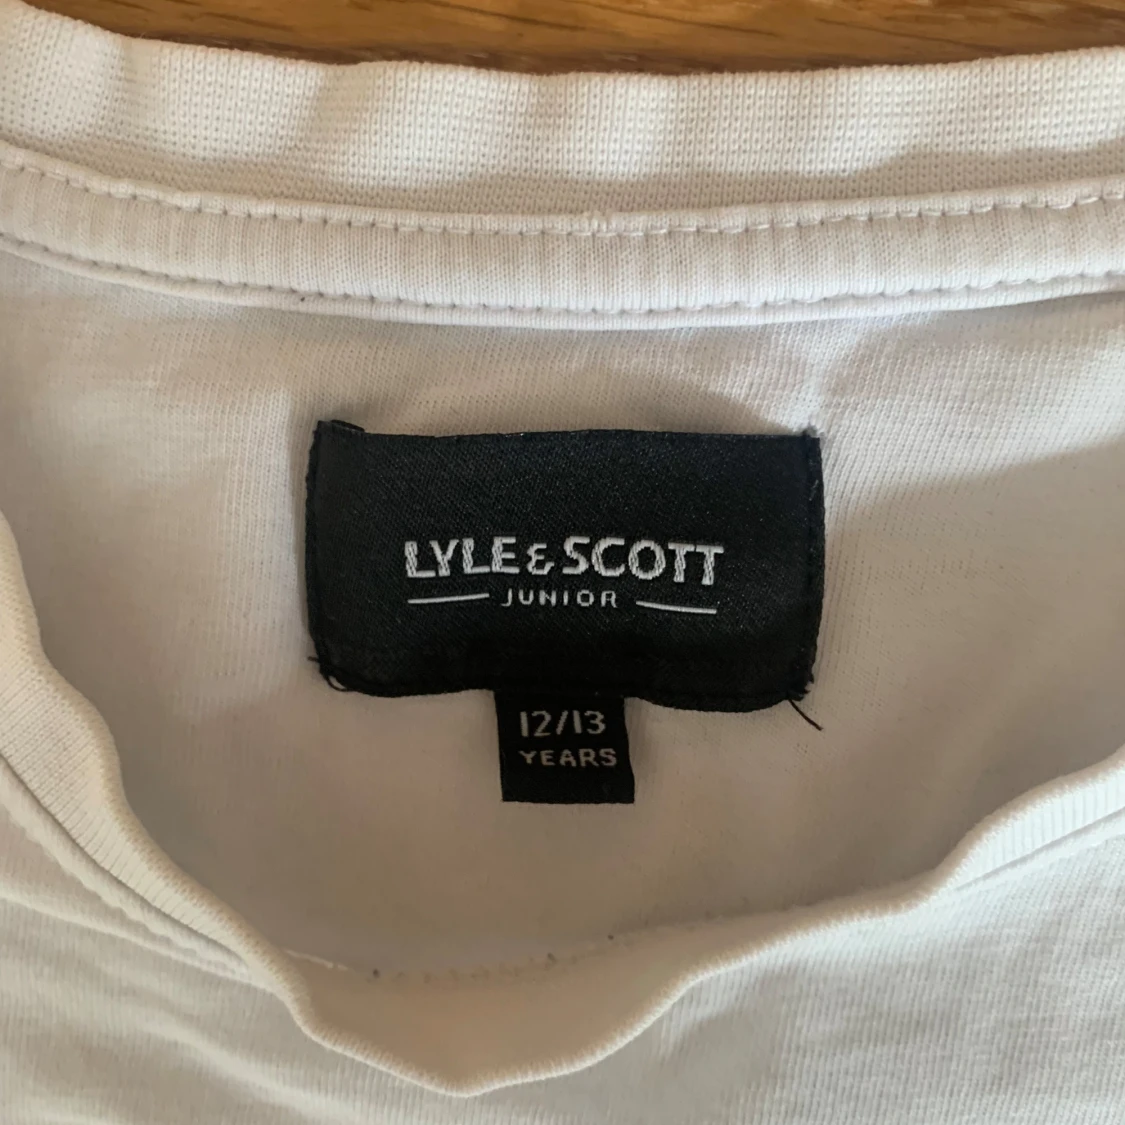 LYLE & SCOTT
JUNIOR
12/13
YEARS